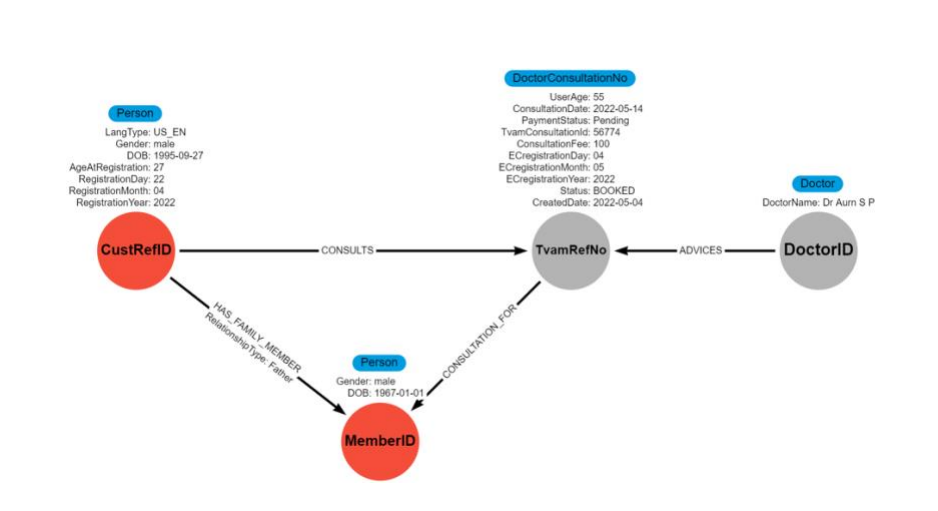 DoctorConsultationNo
UserAge: 55
ConsultationDate: 2022-05-14
PaymentStatus: Pending
TvamConsultationId: 56774
ConsultationFee: 100
ECregistrationDay: 04
ECregistrationMonth: 05
ECregistrationYear: 2022
Status: BOOKED
CreatedDate: 2022-05-04
Person
LangType: US_EN
Gender: male
DOB: 1995-09-27
AgeAtRegistration: 27
RegistrationDay: 22
RegistrationMonth: 04
RegistrationYear: 2022
Doctor
DoctorName: Dr Aurn S P
CustRefID
CONSULTS
TvamRefNo
ADVICES
DoctorID
HAS_FAMILY_MEMBER
RelationshipType: Father
CONSULTATION_FOR
Person
Gender: male
DOB: 1967-01-01
MemberID